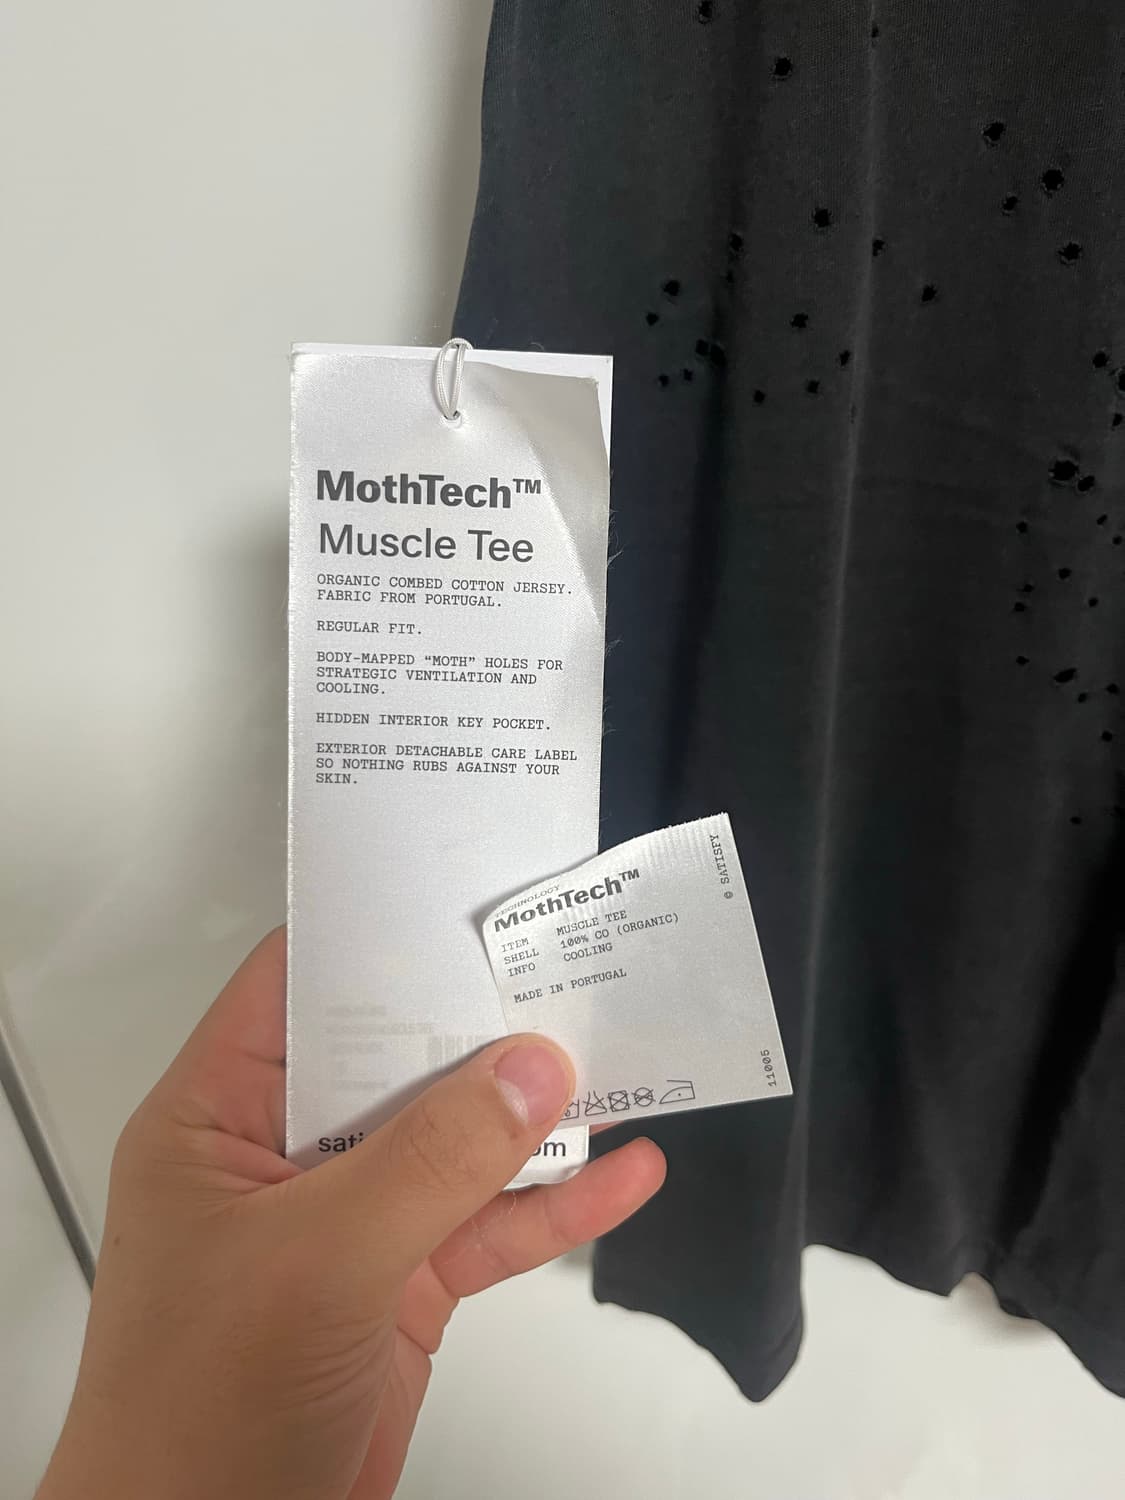 MothTech™
Muscle Tee
ORGANIC COMBED COTTON JERSEY.
FABRIC FROM PORTUGAL.
REGULAR FIT.
BODY-MAPPED “MOTH” HOLES FOR
STRATEGIC VENTILATION AND
COOLING.
HIDDEN INTERIOR KEY POCKET.
EXTERIOR DETACHABLE CARE LABEL
SO NOTHING RUBS AGAINST YOUR
SKIN.
TECHNOLOGY
MothTech™
ITEM MUSCLE TEE
SHELL 100% CO (ORGANIC)
INFO COOLING
MADE IN PORTUGAL
© SATISFY
11005